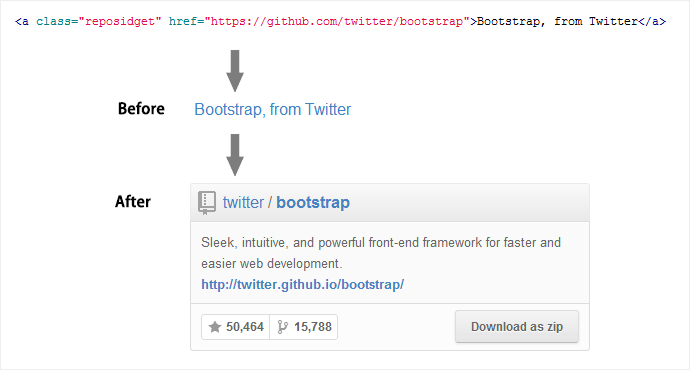 <a class="reposidget" href="https://github.com/twitter/bootstrap">Bootstrap, from Twitter</a>
Before Bootstrap, from Twitter
After
twitter / bootstrap
Sleek, intuitive, and powerful front-end framework for faster and
easier web development.
http://twitter.github.io/bootstrap/
50,464 15,788 Download as zip